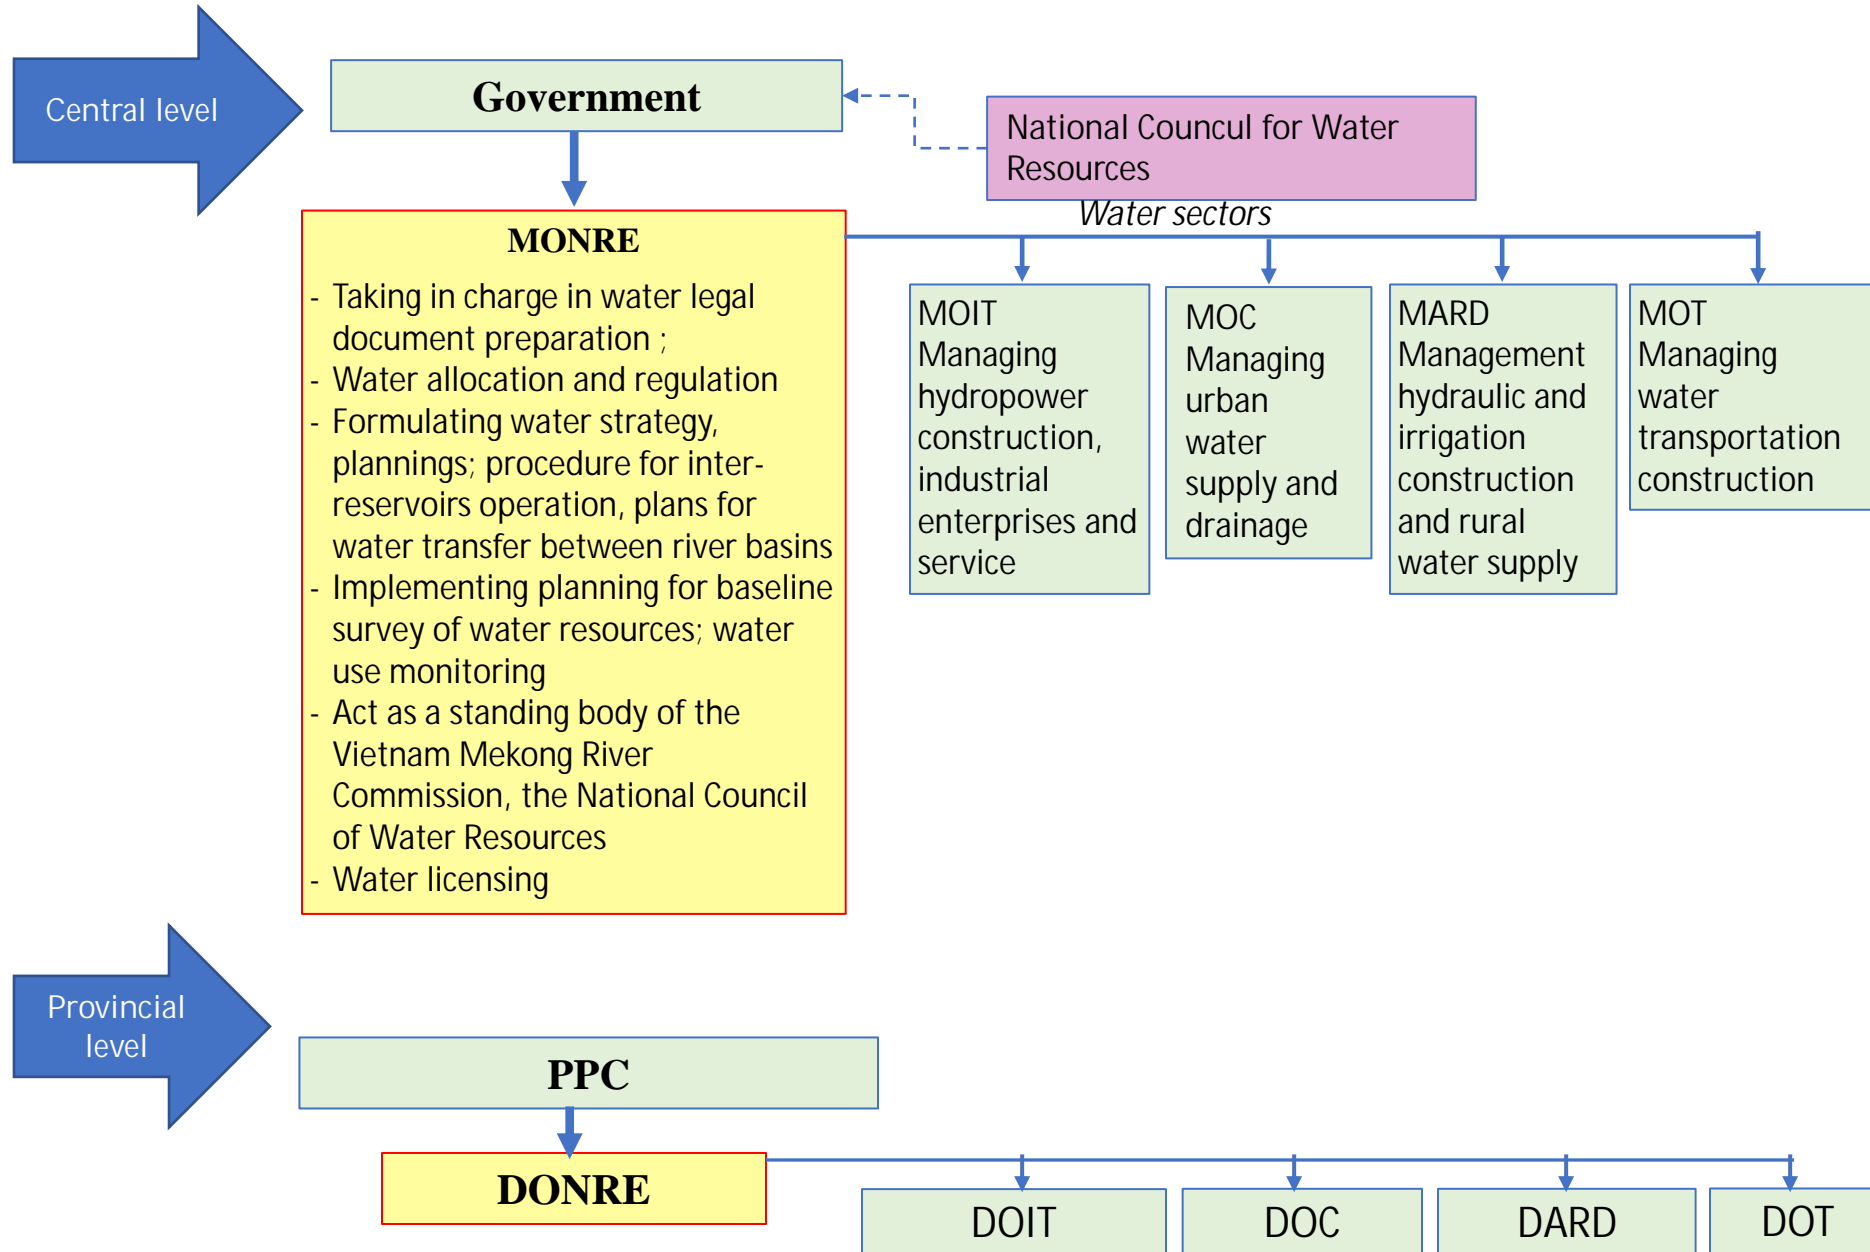 Central level
Government
National Councul for Water
Resources
Water sectors
MONRE
- Taking in charge in water legal
document preparation ;
- Water allocation and regulation
- Formulating water strategy,
plannings; procedure for inter-
reservoirs operation, plans for
water transfer between river basins
- Implementing planning for baseline
survey of water resources; water
use monitoring
- Act as a standing body of the
Vietnam Mekong River
Commission, the National Council
of Water Resources
- Water licensing
MOIT
Managing
hydropower
construction,
industrial
enterprises and
service
MOC
Managing
urban
water
supply and
drainage
MARD
Management
hydraulic and
irrigation
construction
and rural
water supply
MOT
Managing
water
transportation
construction
Provincial
level
PPC
DONRE
DOIT
DOC
DARD
DOT